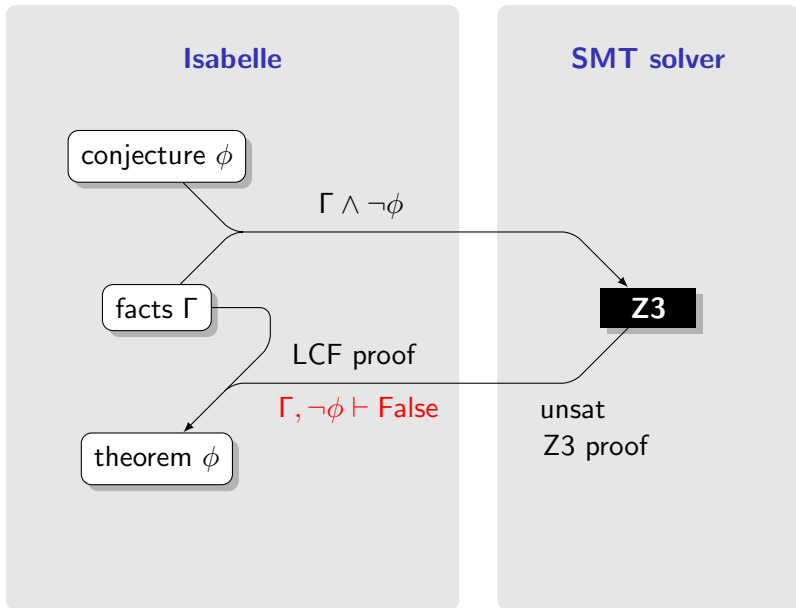 Isabelle
SMT solver
conjecture ϕ
Γ ∧ ¬ϕ
facts Γ
Z3
LCF proof
Γ, ¬ϕ ⊢ False
unsat
Z3 proof
theorem ϕ